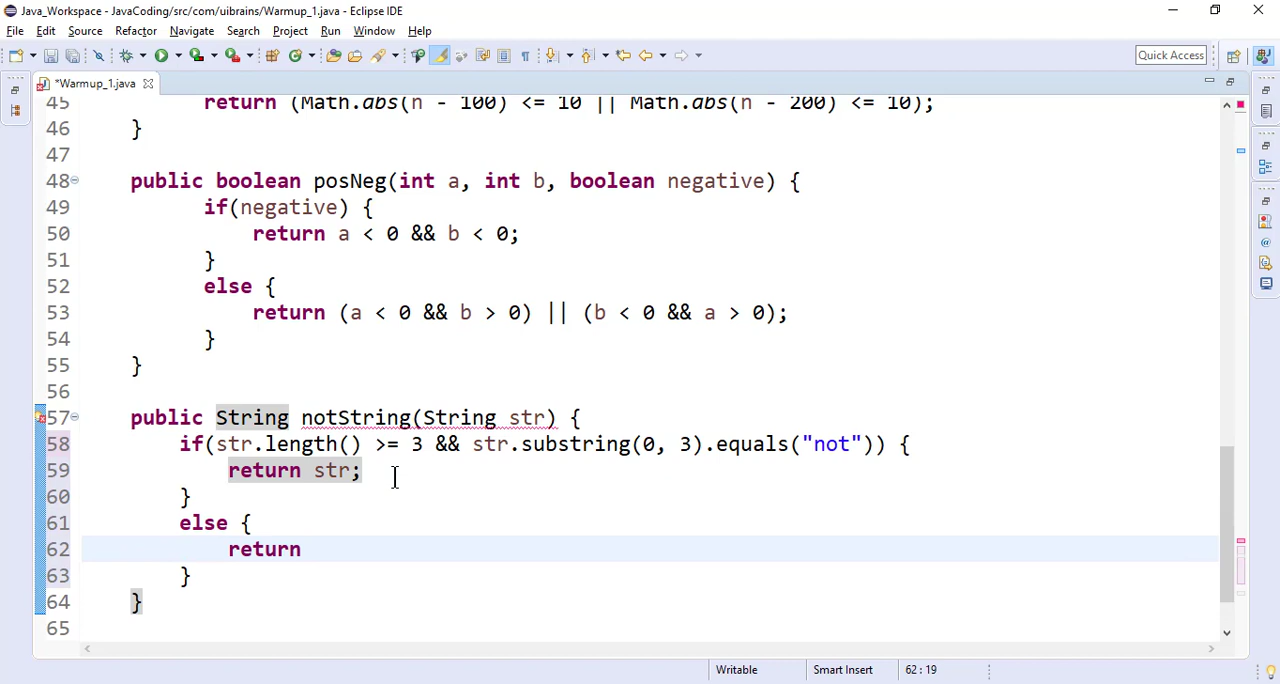 Java_Workspace - JavaCoding/src/com/uibrains/Warmup_1.java - Eclipse IDE
File Edit Source Refactor Navigate Search Project Run Window Help
Quick Access
*Warmup_1.java
45 return (Math.abs(n - 100) <= 10 || Math.abs(n - 200) <= 10);
46 }
47
48 public boolean posNeg(int a, int b, boolean negative) {
49 if(negative) {
50 return a < 0 && b < 0;
51 }
52 else {
53 return (a < 0 && b > 0) || (b < 0 && a > 0);
54 }
55 }
56
57 public String notString(String str) {
58 if(str.length() >= 3 && str.substring(0, 3).equals("not")) {
59 return str;
60 }
61 else {
62 return
63 }
64 }
65
Writable Smart Insert 62 : 19